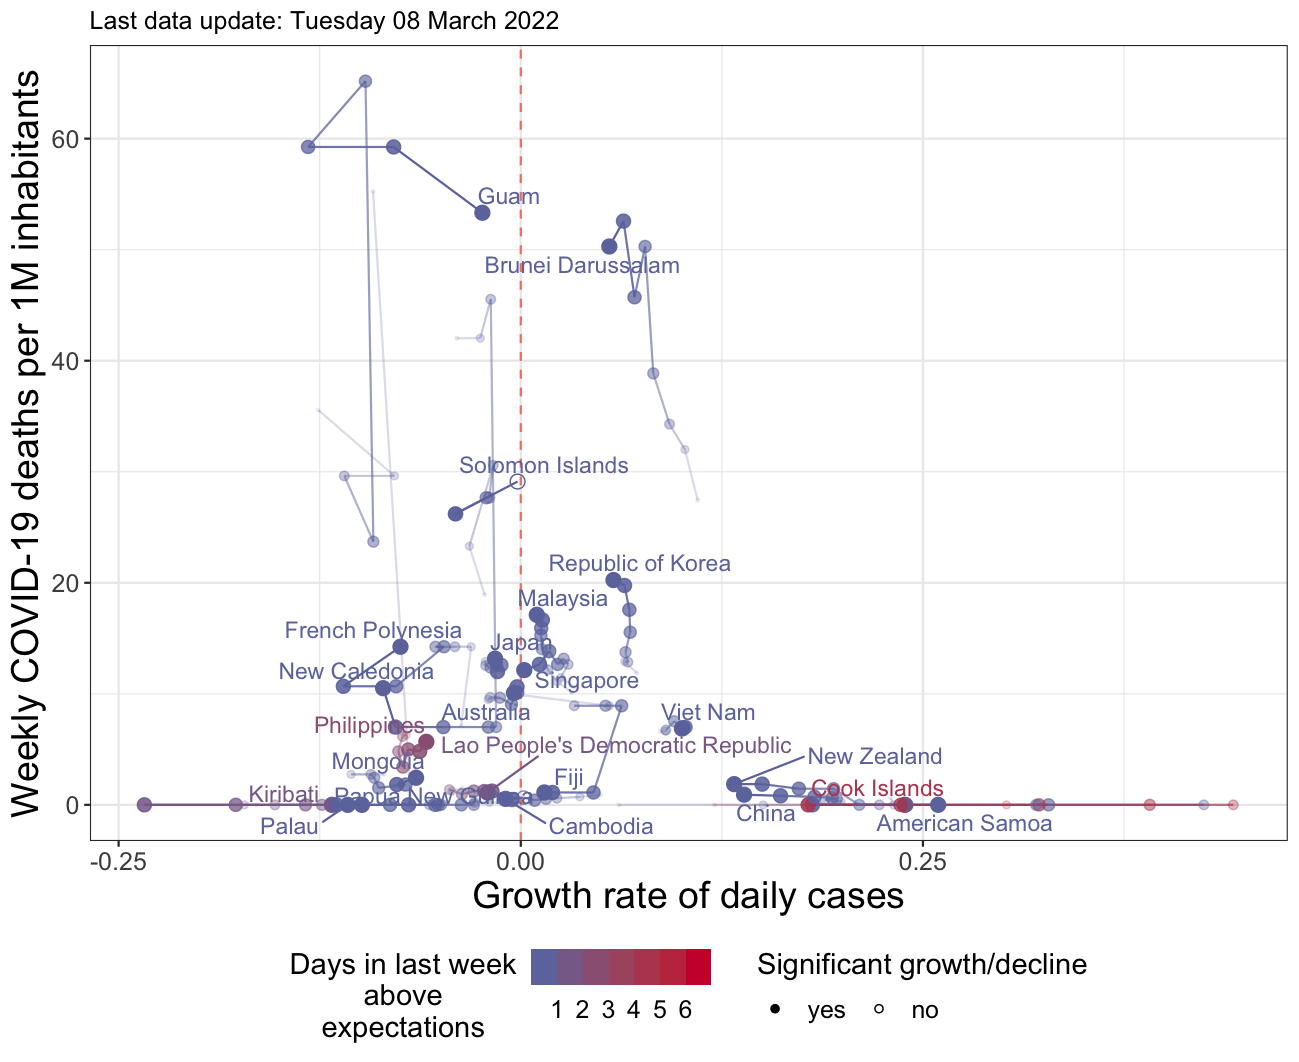 Last data update: Tuesday 08 March 2022
Weekly COVID-19 deaths per 1M inhabitants
60
40
20
0
Guam
Brunei Darussalam
Solomon Islands
Republic of Korea
Malaysia
French Polynesia
Japan
New Caledonia
Singapore
Australia
Viet Nam
Philippines
Lao People's Democratic Republic
Mongolia
New Zealand
Fiji
Cook Islands
Kiribati
Papua New Guinea
Palau
Cambodia
China
American Samoa
-0.25
0.00
0.25
Growth rate of daily cases
Days in last week
above
expectations
1 2 3 4 5 6
Significant growth/decline
yes no